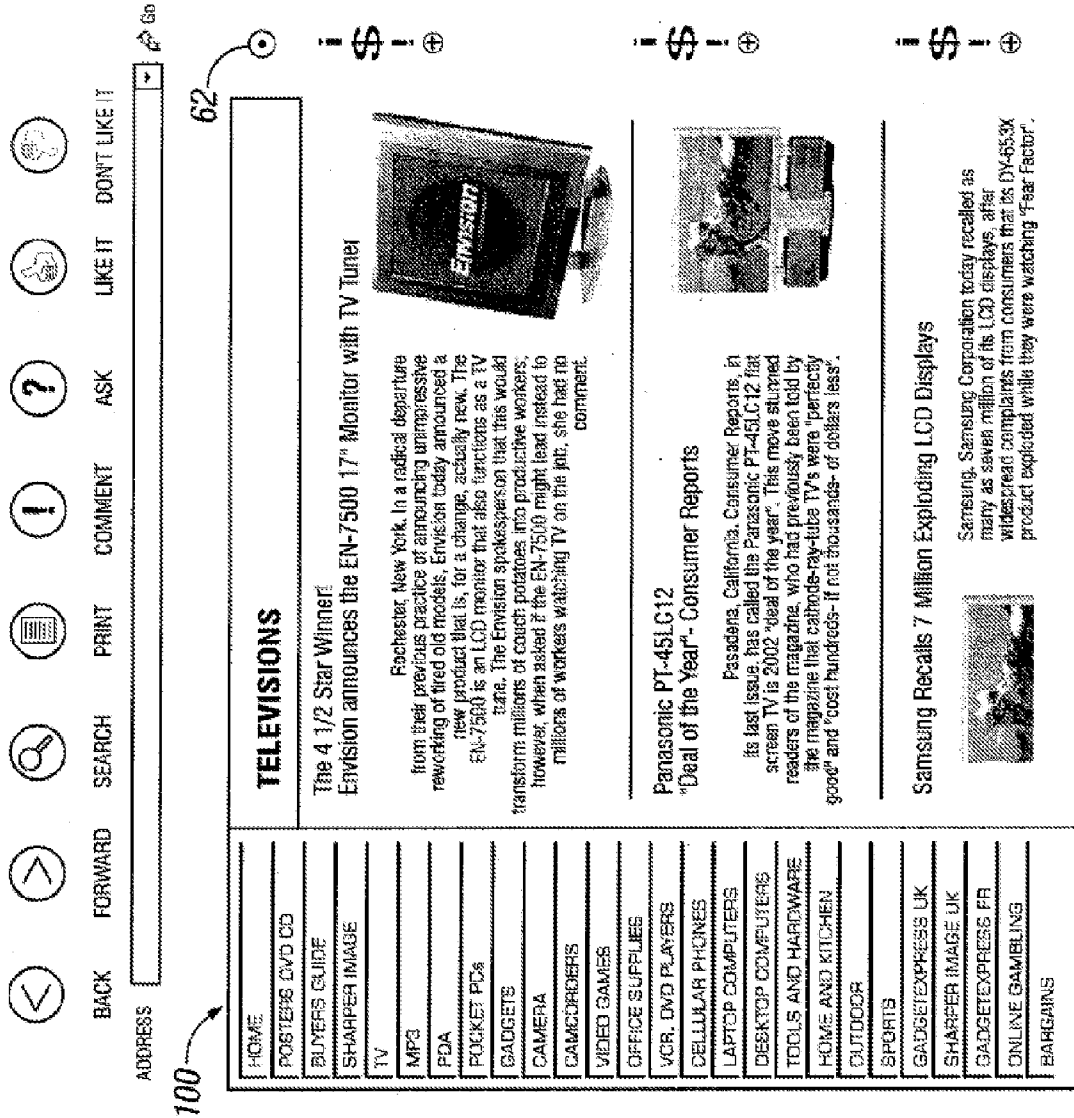 BACK FORWARD SEARCH PRINT COMMENT ASK LIKE IT DON'T LIKE IT
ADDRESS Go
100
62
HOME
POSTERS DVD CD
BUYERS GUIDE
SHARPER IMAGE
TV
MP3
PDA
POCKET PCs
GADGETS
CAMERA
CAMCORDERS
VIDEO GAMES
OFFICE SUPPLIES
VCR, DVD PLAYERS
CELLULAR PHONES
LAPTOP COMPUTERS
DESKTOP COMPUTERS
TOOLS AND HARDWARE
HOME AND KITCHEN
OUTDOOR
SPORTS
GADGETEXPRESS UK
SHARPER IMAGE UK
GADGETEXPRESS FR
ONLINE GAMBLING
BARGAINS
TELEVISIONS
The 4 1/2 Star Winner!
Envision announces the EN-7500 17" Monitor with TV Tuner
Rochester, New York. In a radical departure
from their previous practice of announcing unimpressive
reworking of tired old models, Envision today announced a
new product that is, for a change, actually new. The
EN-7500 is an LCD monitor that also functions as a TV
tune. The Envision spokesperson that this would
transform millions of couch potatoes into productive workers;
however, when asked if the EN-7500 might lead instead to
millions of workers watching TV on the job, she had no
comment.
Envision
! $ ! ⊕
Panasonic PT-45LC12
"Deal of the Year"- Consumer Reports
Pasadena, California. Consumer Reports, in
its last issue, has called the Panasonic PT-45LC12 flat
screen TV is 2002 "deal of the year". This move stunned
readers of the magazine, who had previously been told by
the magazine that cathode-ray-tube TV's were "perfectly
good" and "cost hundreds- if not thousands- of dollars less".
! $ ! ⊕
Samsung Recalls 7 Million Exploding LCD Displays
Samsung. Samsung Corporation today recalled as
many as seven million of its LCD displays, after
widespread complaints from consumers that its DY-653X
product exploded while they were watching "Fear Factor".
! $ ! ⊕